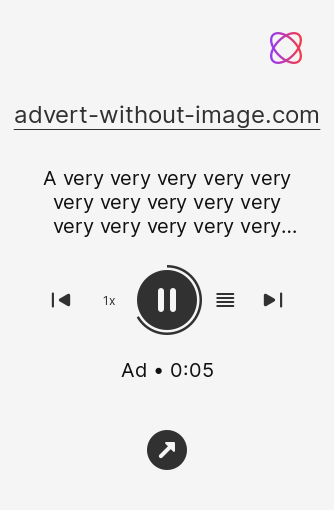 advert-without-image.com
A very very very very very
very very very very very
very very very very very...
1x
Ad • 0:05